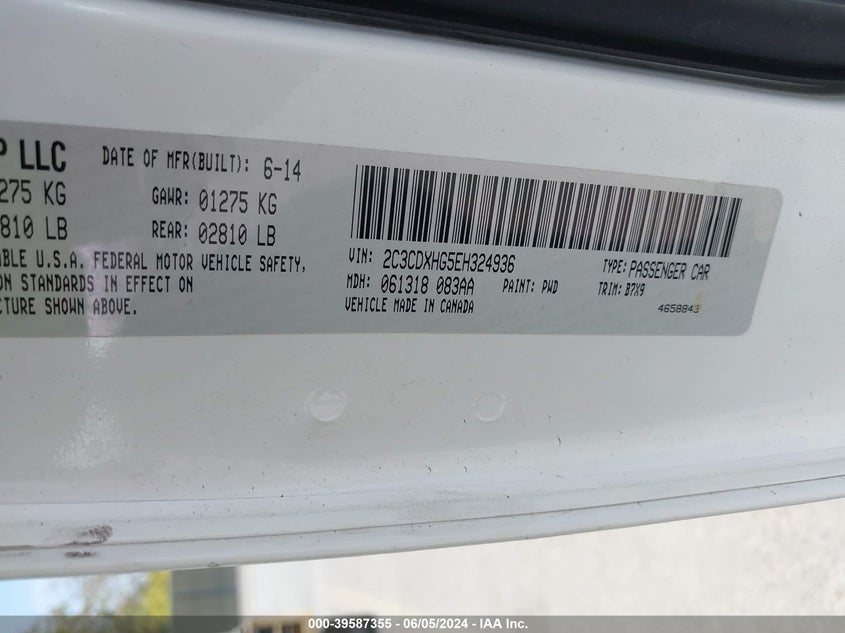 P LLC DATE OF MFR(BUILT): 6-14
275 KG GAWR: 01275 KG
810 LB REAR: 02810 LB
ABLE U.S.A. FEDERAL MOTOR VEHICLE SAFETY,
ON STANDARDS IN EFFECT ON
CTURE SHOWN ABOVE.
VIN: 2C3CDXHG5EH324936 TYPE: PASSENGER CAR
MDH: 061318 083AA PAINT: PWD TRIM: B7X9
VEHICLE MADE IN CANADA 4658843
000-39587355 — 06/05/2024 — IAA Inc.